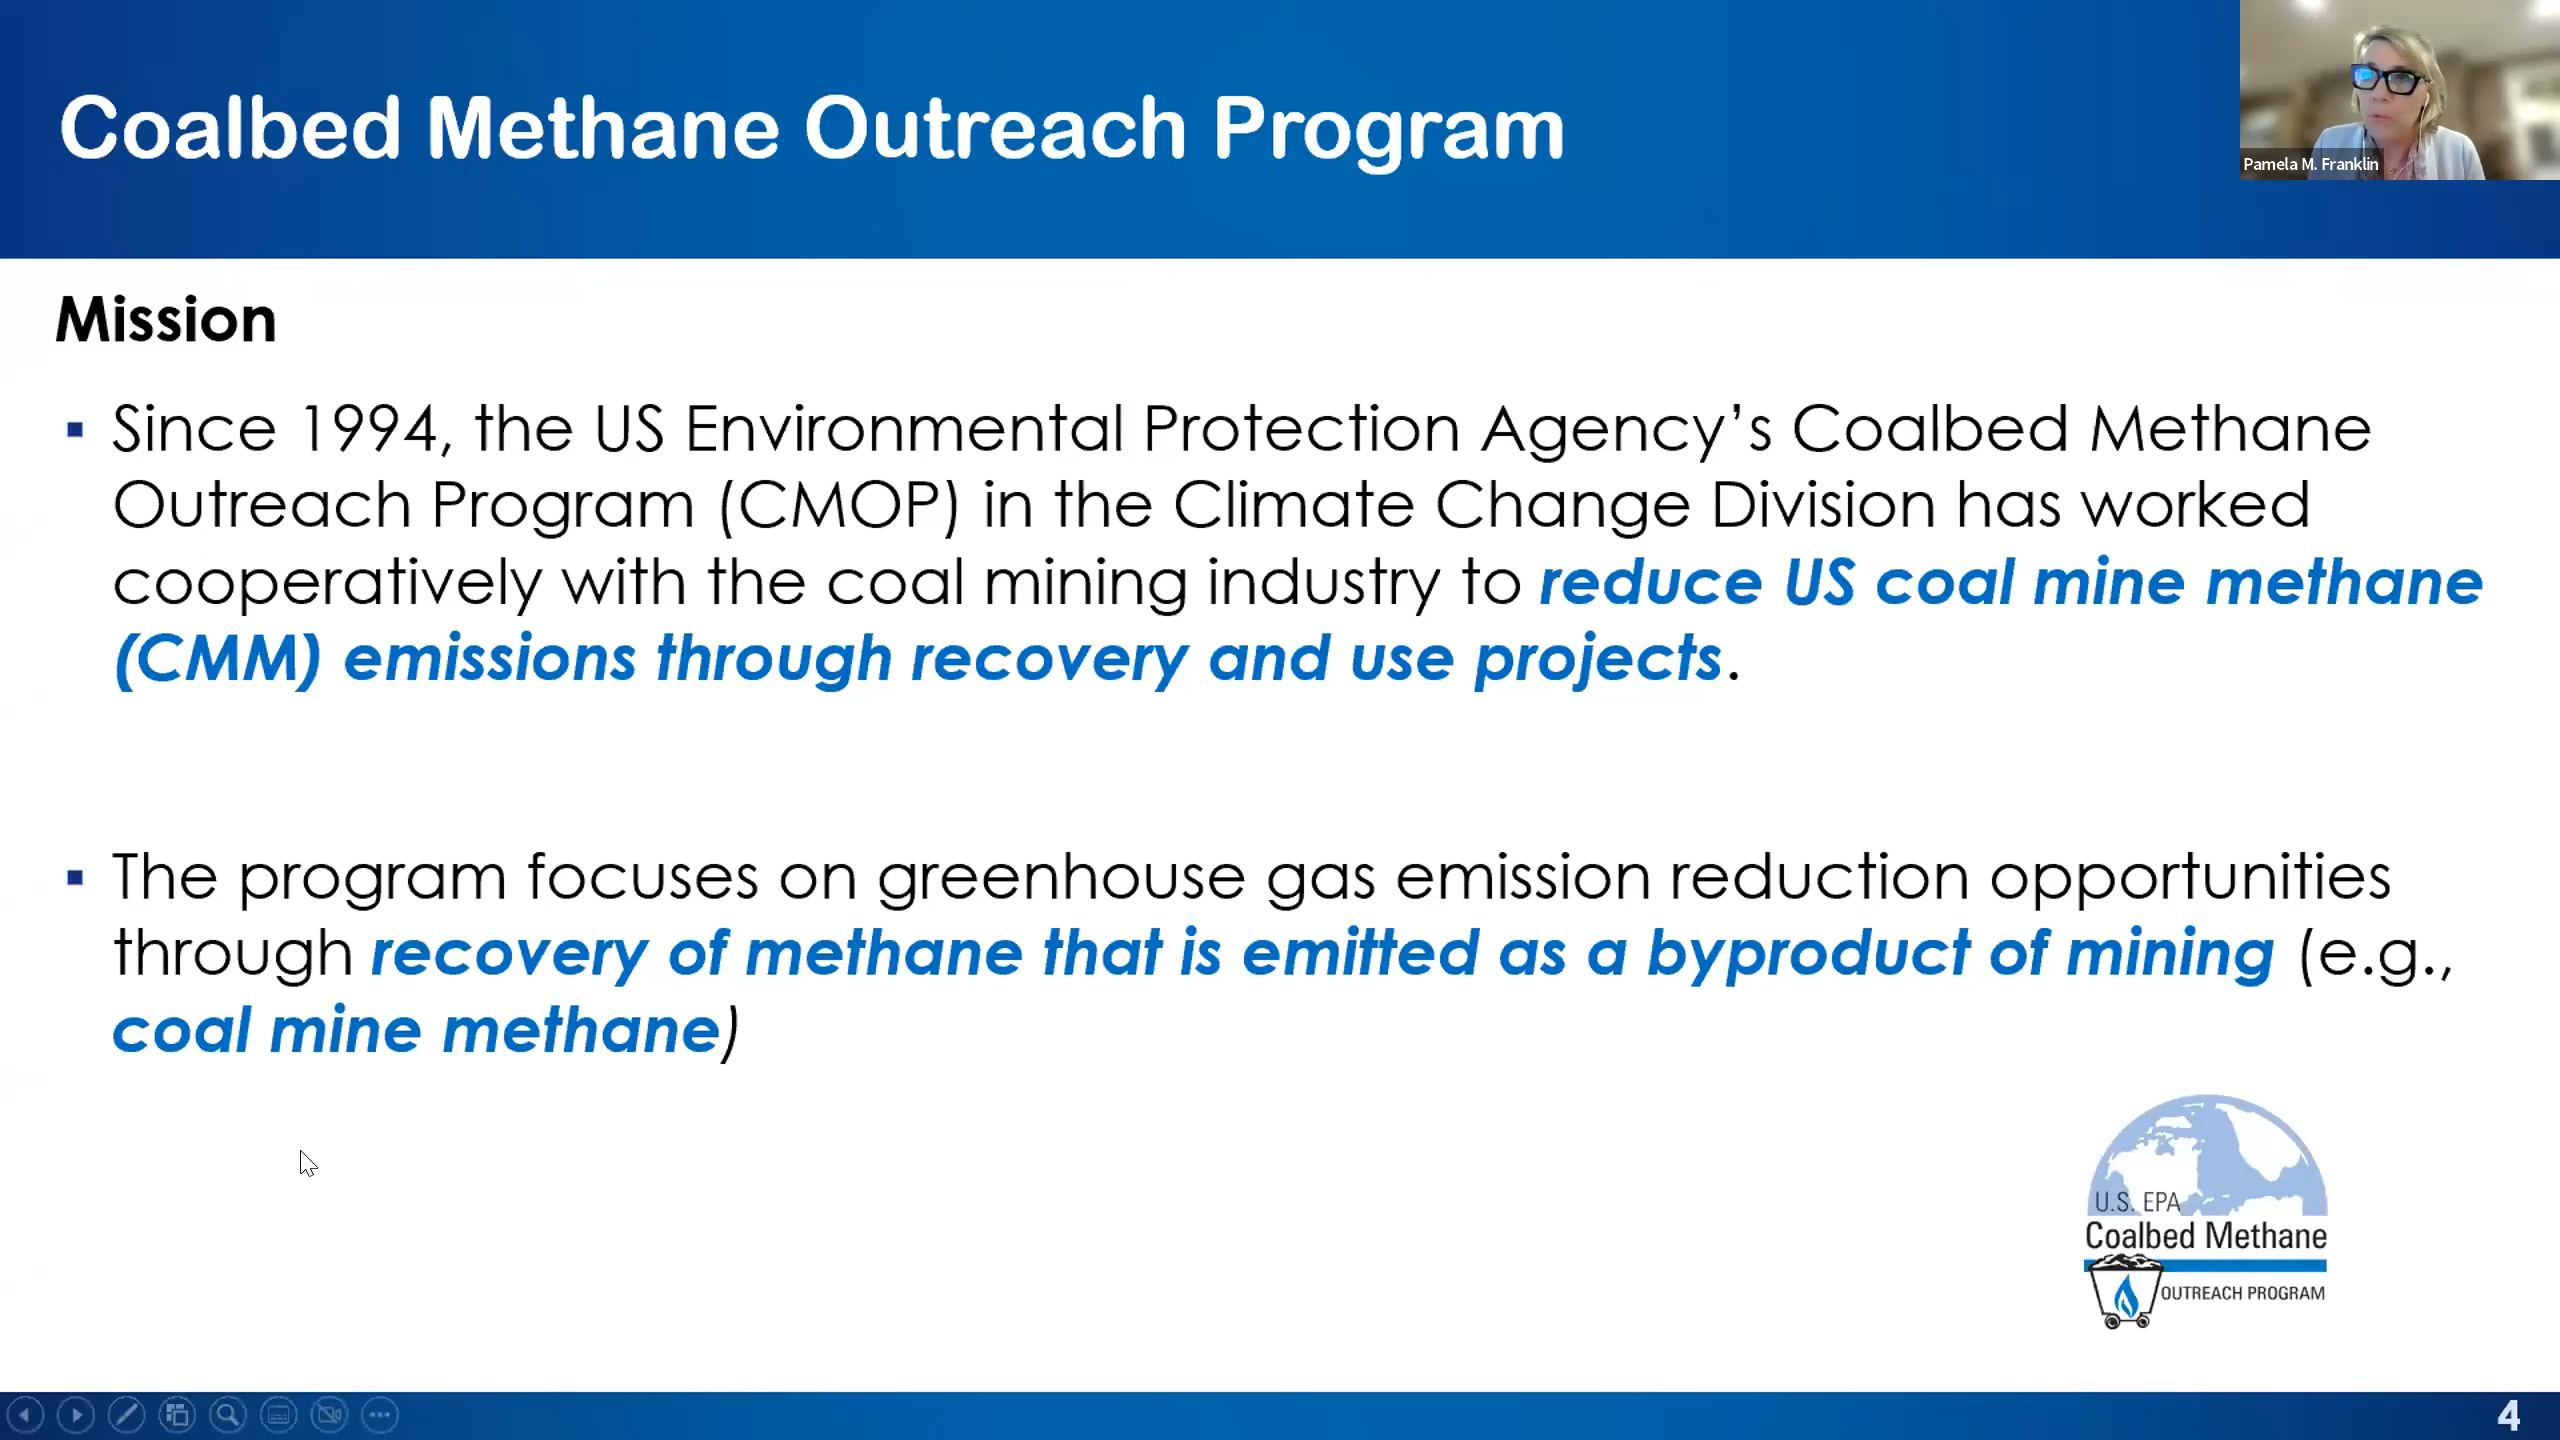 Coalbed Methane Outreach Program
Pamela M. Franklin
Mission
▪ Since 1994, the US Environmental Protection Agency’s Coalbed Methane
Outreach Program (CMOP) in the Climate Change Division has worked
cooperatively with the coal mining industry to reduce US coal mine methane
(CMM) emissions through recovery and use projects.
▪ The program focuses on greenhouse gas emission reduction opportunities
through recovery of methane that is emitted as a byproduct of mining (e.g.,
coal mine methane)
U.S. EPA
Coalbed Methane
OUTREACH PROGRAM
4